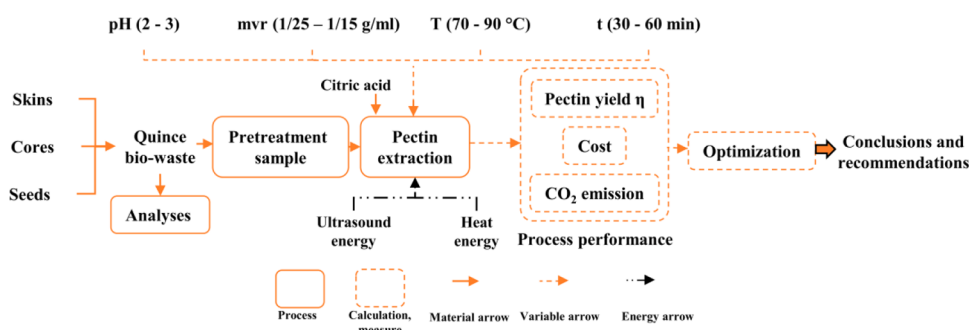 pH (2 - 3) mvr (1/25 – 1/15 g/ml) T (70 - 90 °C) t (30 - 60 min)
Citric acid
Skins
Cores
Seeds
Quince
bio-waste
Analyses
Pretreatment
sample
Pectin
extraction
Ultrasound
energy
Heat
energy
Pectin yield η
Cost
CO₂ emission
Process performance
Optimization
Conclusions and
recommendations
Process
Calculation,
measure
Material arrow
Variable arrow
Energy arrow